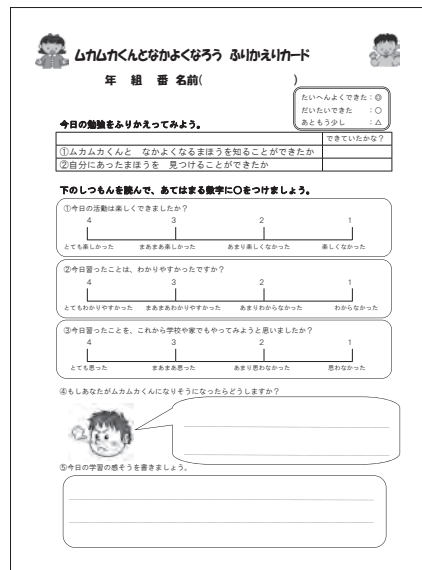 ムカムカくんとなかよくなろう ふりかえりカード
年 組 番 名前( )
たいへんよくできた:◎
だいたいできた :○
あともう少し :△
今日の勉強をふりかえってみよう。
できていたかな?
①ムカムカくんと なかよくなるまほうを知ることができたか
②自分にあったまほうを 見つけることができたか
下のしつもんを読んで、あてはまる数字に○をつけましょう。
①今日の活動は楽しくできましたか?
4 3 2 1
とても楽しかった まあまあ楽しかった あまり楽しくなかった 楽しくなかった
②今日習ったことは、わかりやすかったですか?
4 3 2 1
とてもわかりやすかった まあまあわかりやすかった あまりわからなかった わからなかった
③今日習ったことを、これから学校や家でもやってみようと思いましたか?
4 3 2 1
とても思った まあまあ思った あまり思わなかった 思わなかった
④もしあなたがムカムカくんになりそうになったらどうしますか?
⑤今日の学習の感そうを書きましょう。